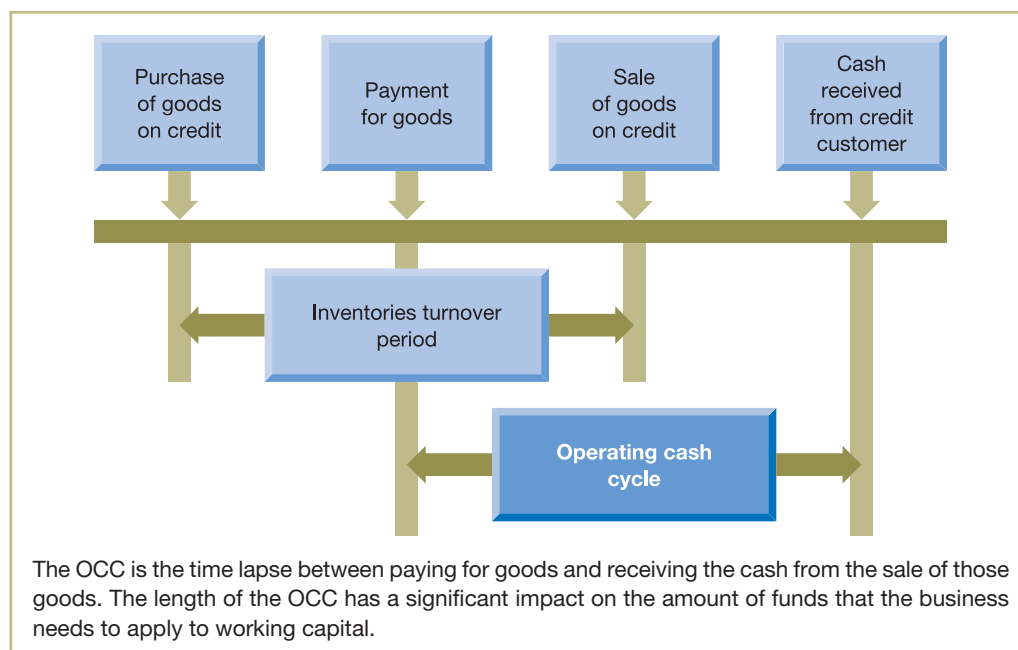 Purchase
of goods
on credit
Payment
for goods
Sale
of goods
on credit
Cash
received
from credit
customer
Inventories turnover
period
Operating cash
cycle
The OCC is the time lapse between paying for goods and receiving the cash from the sale of those
goods. The length of the OCC has a significant impact on the amount of funds that the business
needs to apply to working capital.